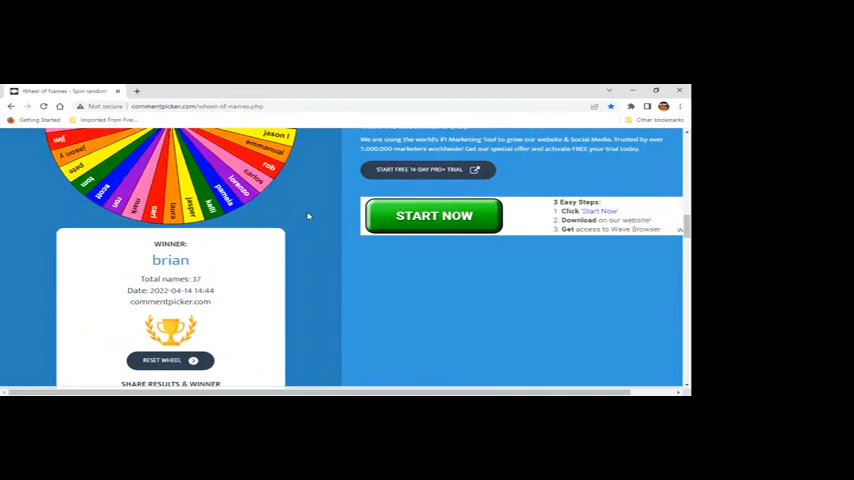 Wheel of Names - Spin random
Not secure
commentpicker.com/wheel-of-names.php
Getting Started
Imported From Fire...
Other bookmarks
jim
jason y
pete
tom
scott
ron
mark
carl
laura
jasper
kelli
pamela
lorenzo
carlos
rob
emmanual
jason l
We are using the world's #1 Marketing Tool to grow our website & Social Media. Trusted by over
5.000,000 marketers worldwide! Get our special offer and activate FREE your trial today.
START FREE 14-DAY PRO+ TRIAL
START NOW
3 Easy Steps:
1. Click 'Start Now'
2. Download on our website!
3. Get access to Wave Browser
WINNER:
brian
Total names: 37
Date: 2022-04-14 14:44
commentpicker.com
RESET WHEEL
SHARE RESULTS & WINNER